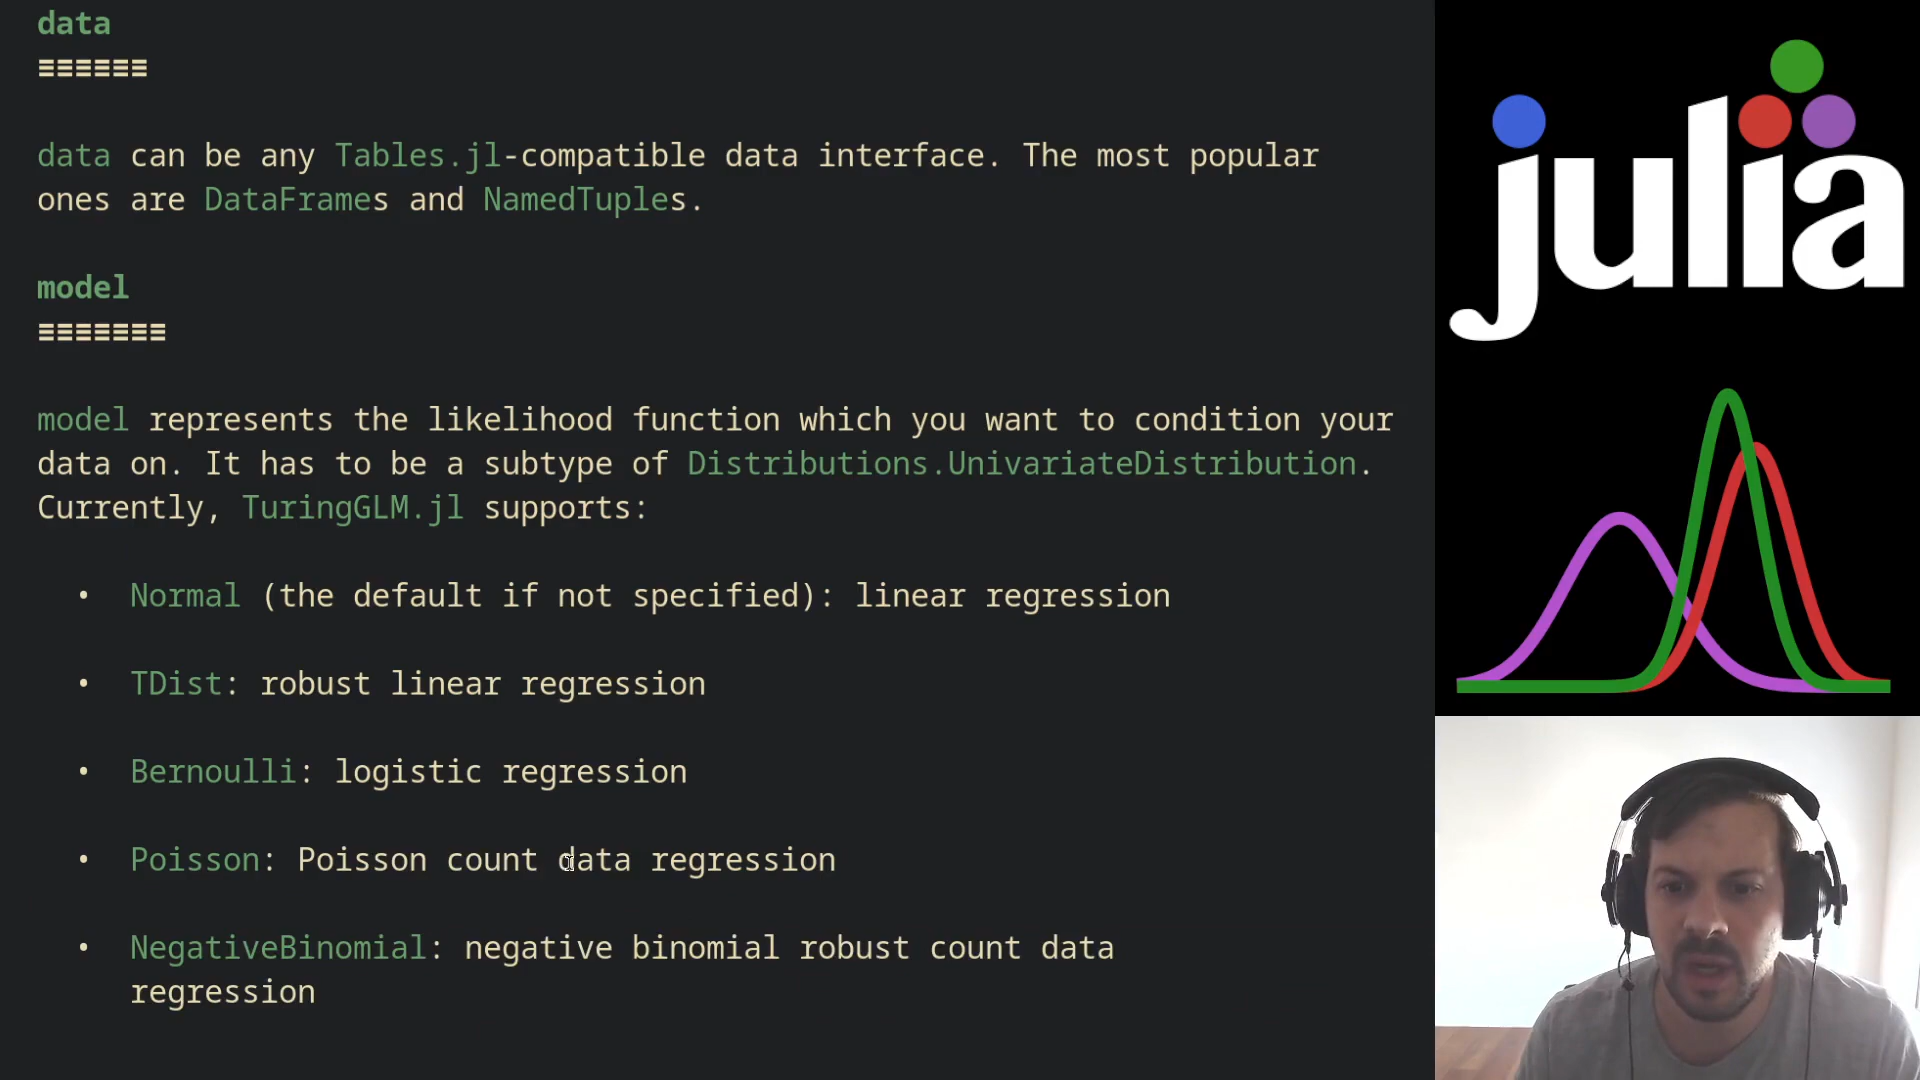 data
≡≡≡≡≡≡
data can be any Tables.jl-compatible data interface. The most popular
ones are DataFrames and NamedTuples.
model
≡≡≡≡≡≡≡
model represents the likelihood function which you want to condition your
data on. It has to be a subtype of Distributions.UnivariateDistribution.
Currently, TuringGLM.jl supports:
• Normal (the default if not specified): linear regression
• TDist: robust linear regression
• Bernoulli: logistic regression
• Poisson: Poisson count data regression
• NegativeBinomial: negative binomial robust count data
regression
julia